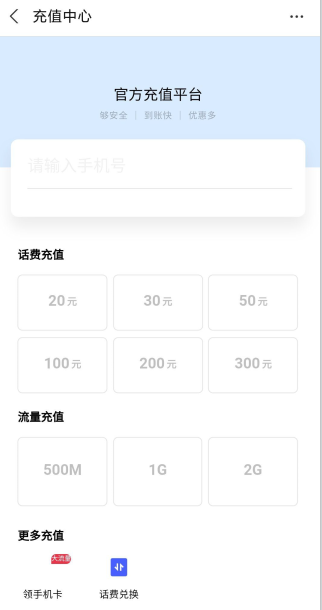 充值中心
官方充值平台
够安全 | 到账快 | 优惠多
请输入手机号
话费充值
20元 30元 50元
100元 200元 300元
流量充值
500M 1G 2G
更多充值
大流量
领手机卡 话费兑换